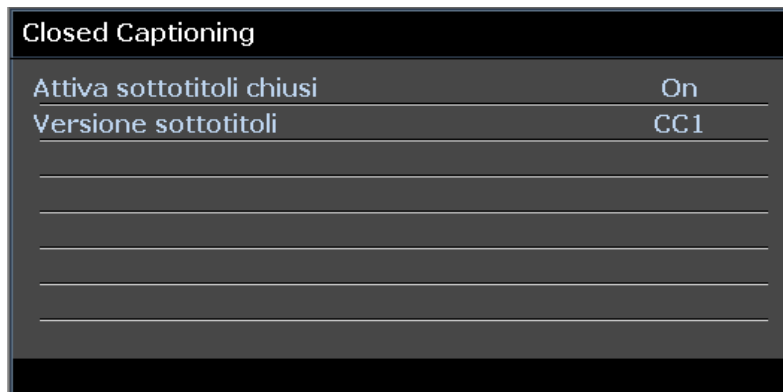 Closed Captioning
Attiva sottotitoli chiusi On
Versione sottotitoli CC1